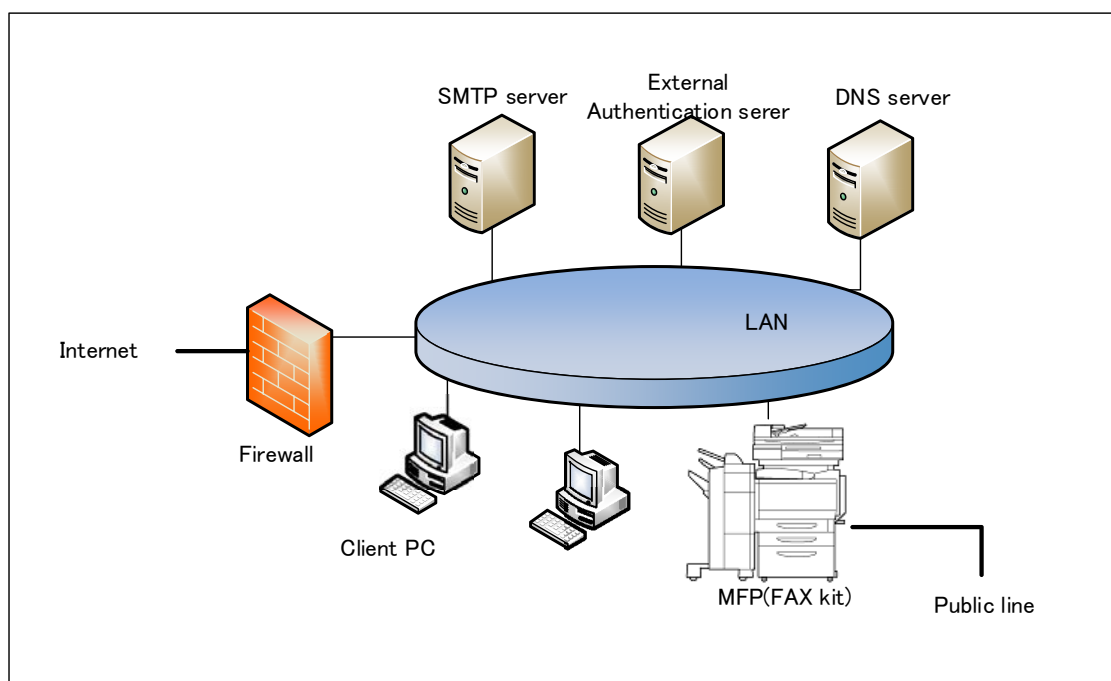 SMTP server
External
Authentication serer
DNS server
LAN
Internet
Firewall
Client PC
MFP(FAX kit)
Public line